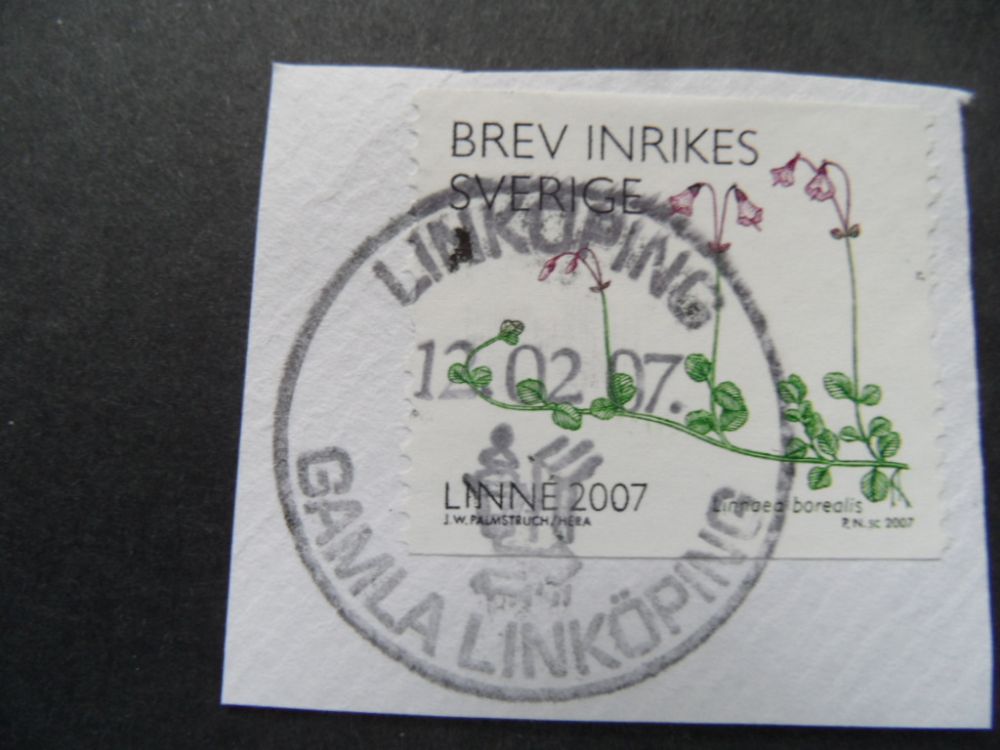 BREV INRIKES
SVERIGE
LINKÖPING
12.02.07.
LINNÉ 2007
J.W. PALMSTRUCH/HERA
Linnaea borealis
P.N. sc 2007
GAMLA LINKÖPING